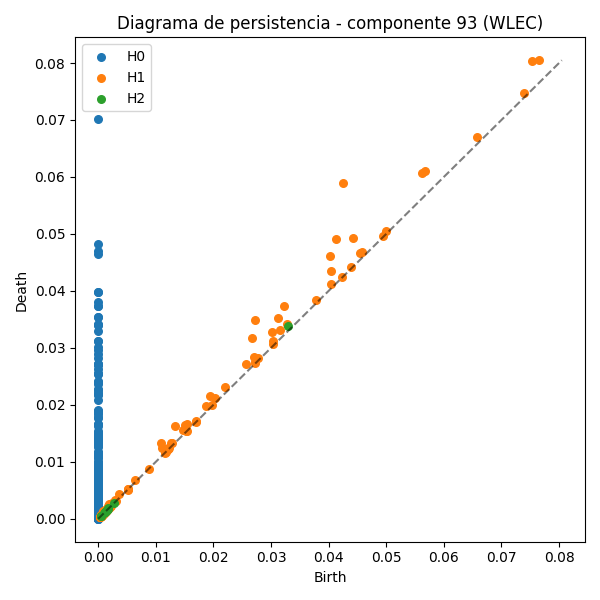 Diagrama de persistencia - componente 93 (WLEC)
H0
H1
H2
0.08
0.07
0.06
0.05
0.04
0.03
0.02
0.01
0.00
Death
0.00 0.01 0.02 0.03 0.04 0.05 0.06 0.07 0.08
Birth